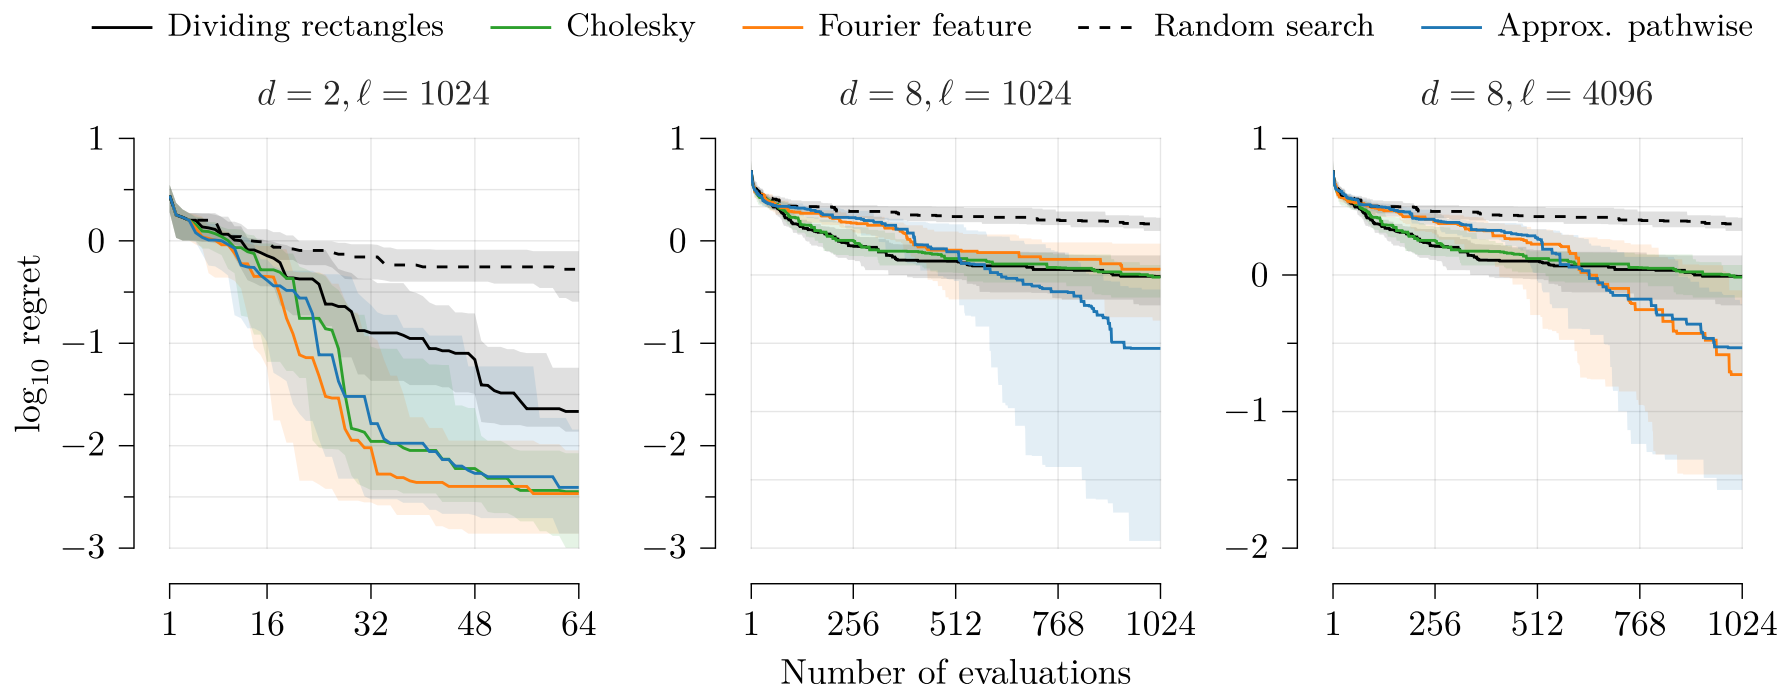 Dividing rectangles Cholesky Fourier feature Random search Approx. pathwise
d = 2, ℓ = 1024 d = 8, ℓ = 1024 d = 8, ℓ = 4096
log₁₀ regret
1
0
−1
−2
−3
1 16 32 48 64
1
0
−1
−2
−3
1 256 512 768 1024
1
0
−1
−2
1 256 512 768 1024
Number of evaluations